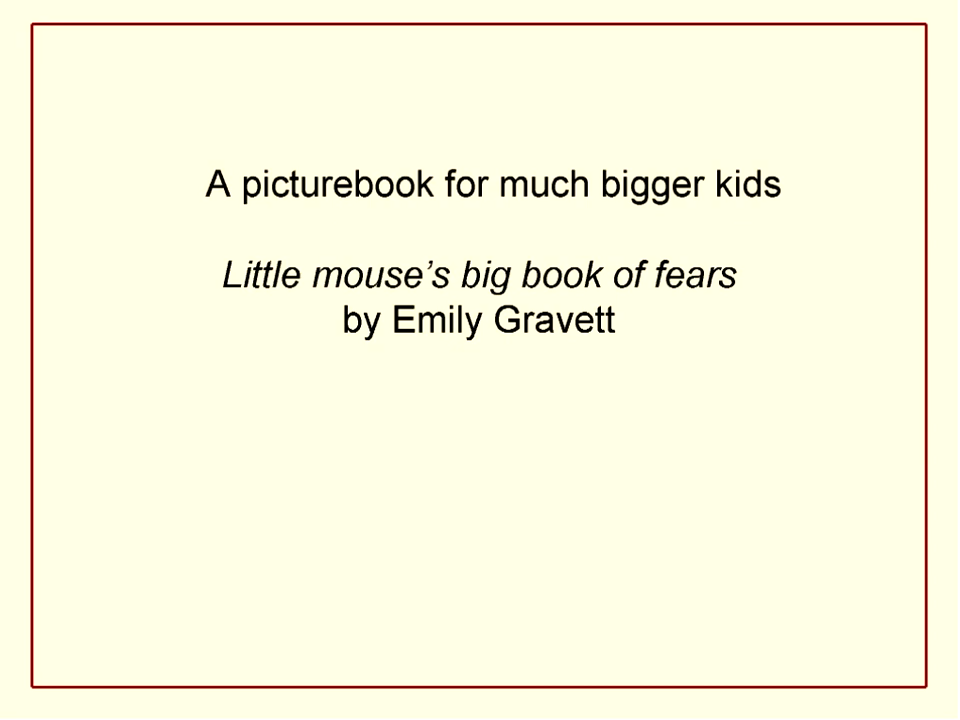 A picturebook for much bigger kids
Little mouse’s big book of fears
by Emily Gravett